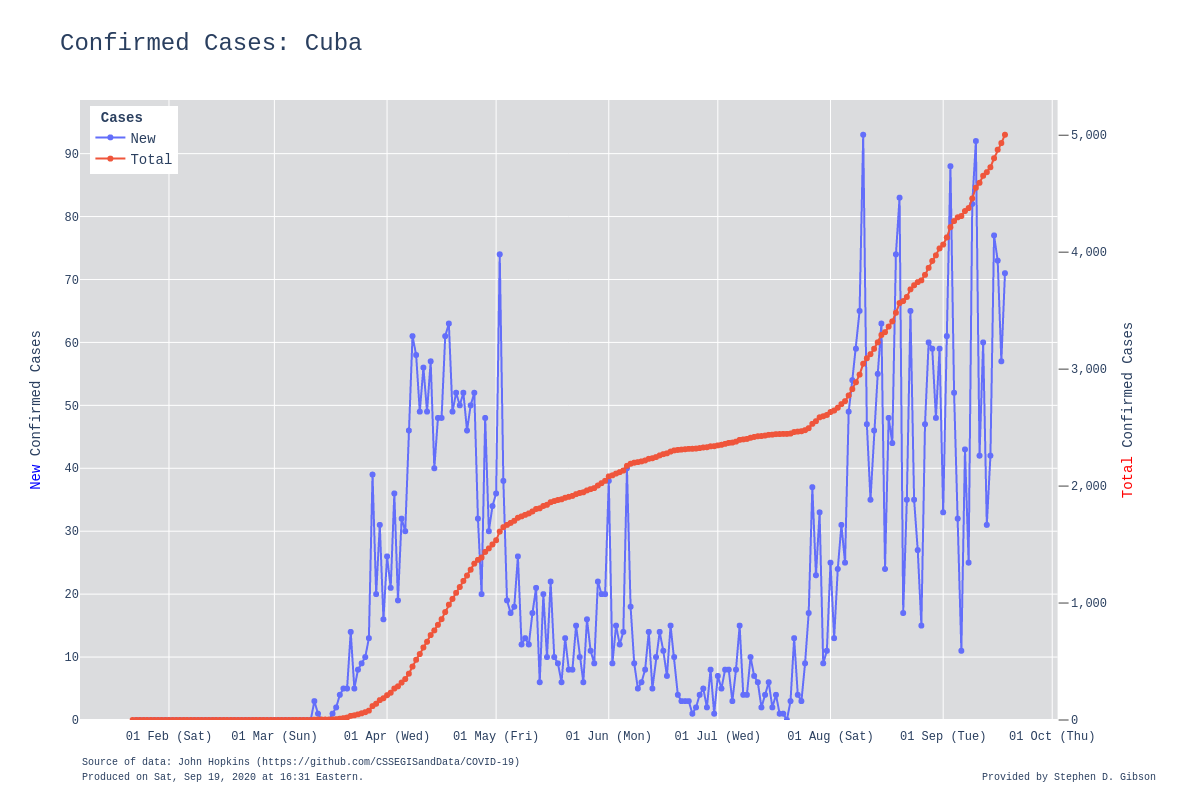 Confirmed Cases: Cuba
Cases
New
Total
90
80
70
60
50
40
30
20
10
0
New Confirmed Cases
5,000
4,000
3,000
2,000
1,000
0
Total Confirmed Cases
01 Feb (Sat) 01 Mar (Sun) 01 Apr (Wed) 01 May (Fri) 01 Jun (Mon) 01 Jul (Wed) 01 Aug (Sat) 01 Sep (Tue) 01 Oct (Thu)
Source of data: John Hopkins (https://github.com/CSSEGISandData/COVID-19)
Produced on Sat, Sep 19, 2020 at 16:31 Eastern.
Provided by Stephen D. Gibson